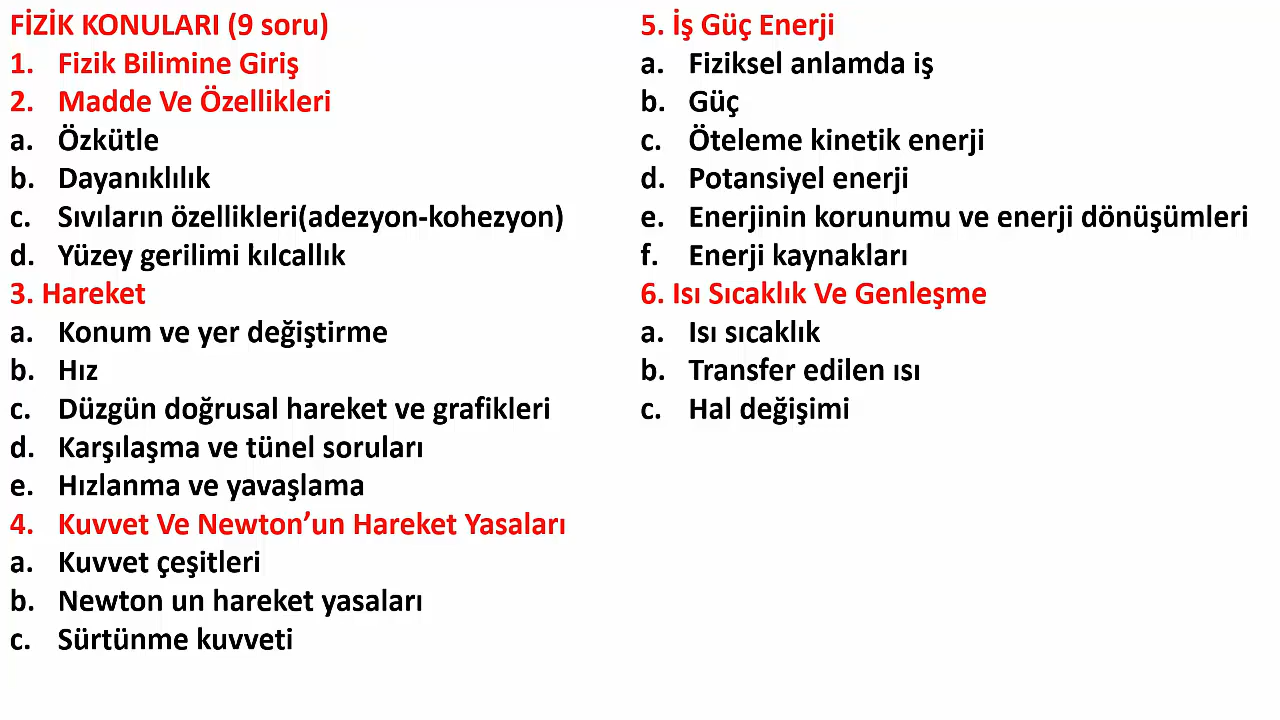 FİZİK KONULARI (9 soru)
1. Fizik Bilimine Giriş
2. Madde Ve Özellikleri
a. Özkütle
b. Dayanıklılık
c. Sıvıların özellikleri(adezyon-kohezyon)
d. Yüzey gerilimi kılcallık
3. Hareket
a. Konum ve yer değiştirme
b. Hız
c. Düzgün doğrusal hareket ve grafikleri
d. Karşılaşma ve tünel soruları
e. Hızlanma ve yavaşlama
4. Kuvvet Ve Newton’un Hareket Yasaları
a. Kuvvet çeşitleri
b. Newton un hareket yasaları
c. Sürtünme kuvveti
5. İş Güç Enerji
a. Fiziksel anlamda iş
b. Güç
c. Öteleme kinetik enerji
d. Potansiyel enerji
e. Enerjinin korunumu ve enerji dönüşümleri
f. Enerji kaynakları
6. Isı Sıcaklık Ve Genleşme
a. Isı sıcaklık
b. Transfer edilen ısı
c. Hal değişimi